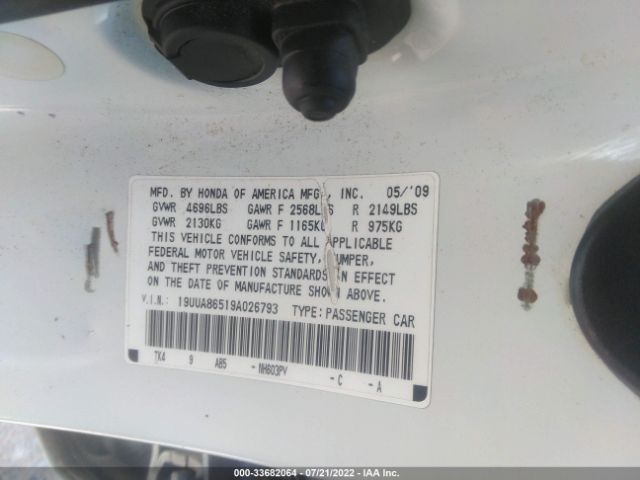 MFD. BY HONDA OF AMERICA MFG., INC. 05/'09
GVWR 4696LBS GAWR F 2568LBS R 2149LBS
GVWR 2130KG GAWR F 1165KG R 975KG
THIS VEHICLE CONFORMS TO ALL APPLICABLE
FEDERAL MOTOR VEHICLE SAFETY, BUMPER,
AND THEFT PREVENTION STANDARDS IN EFFECT
ON THE DATE OF MANUFACTURE SHOWN ABOVE.
V.I.N.: 19UUA86519A026793 TYPE: PASSENGER CAR
7X4 9 AB5 - NH603PV - C - A
000-33682064 - 07/21/2022 - IAA Inc.